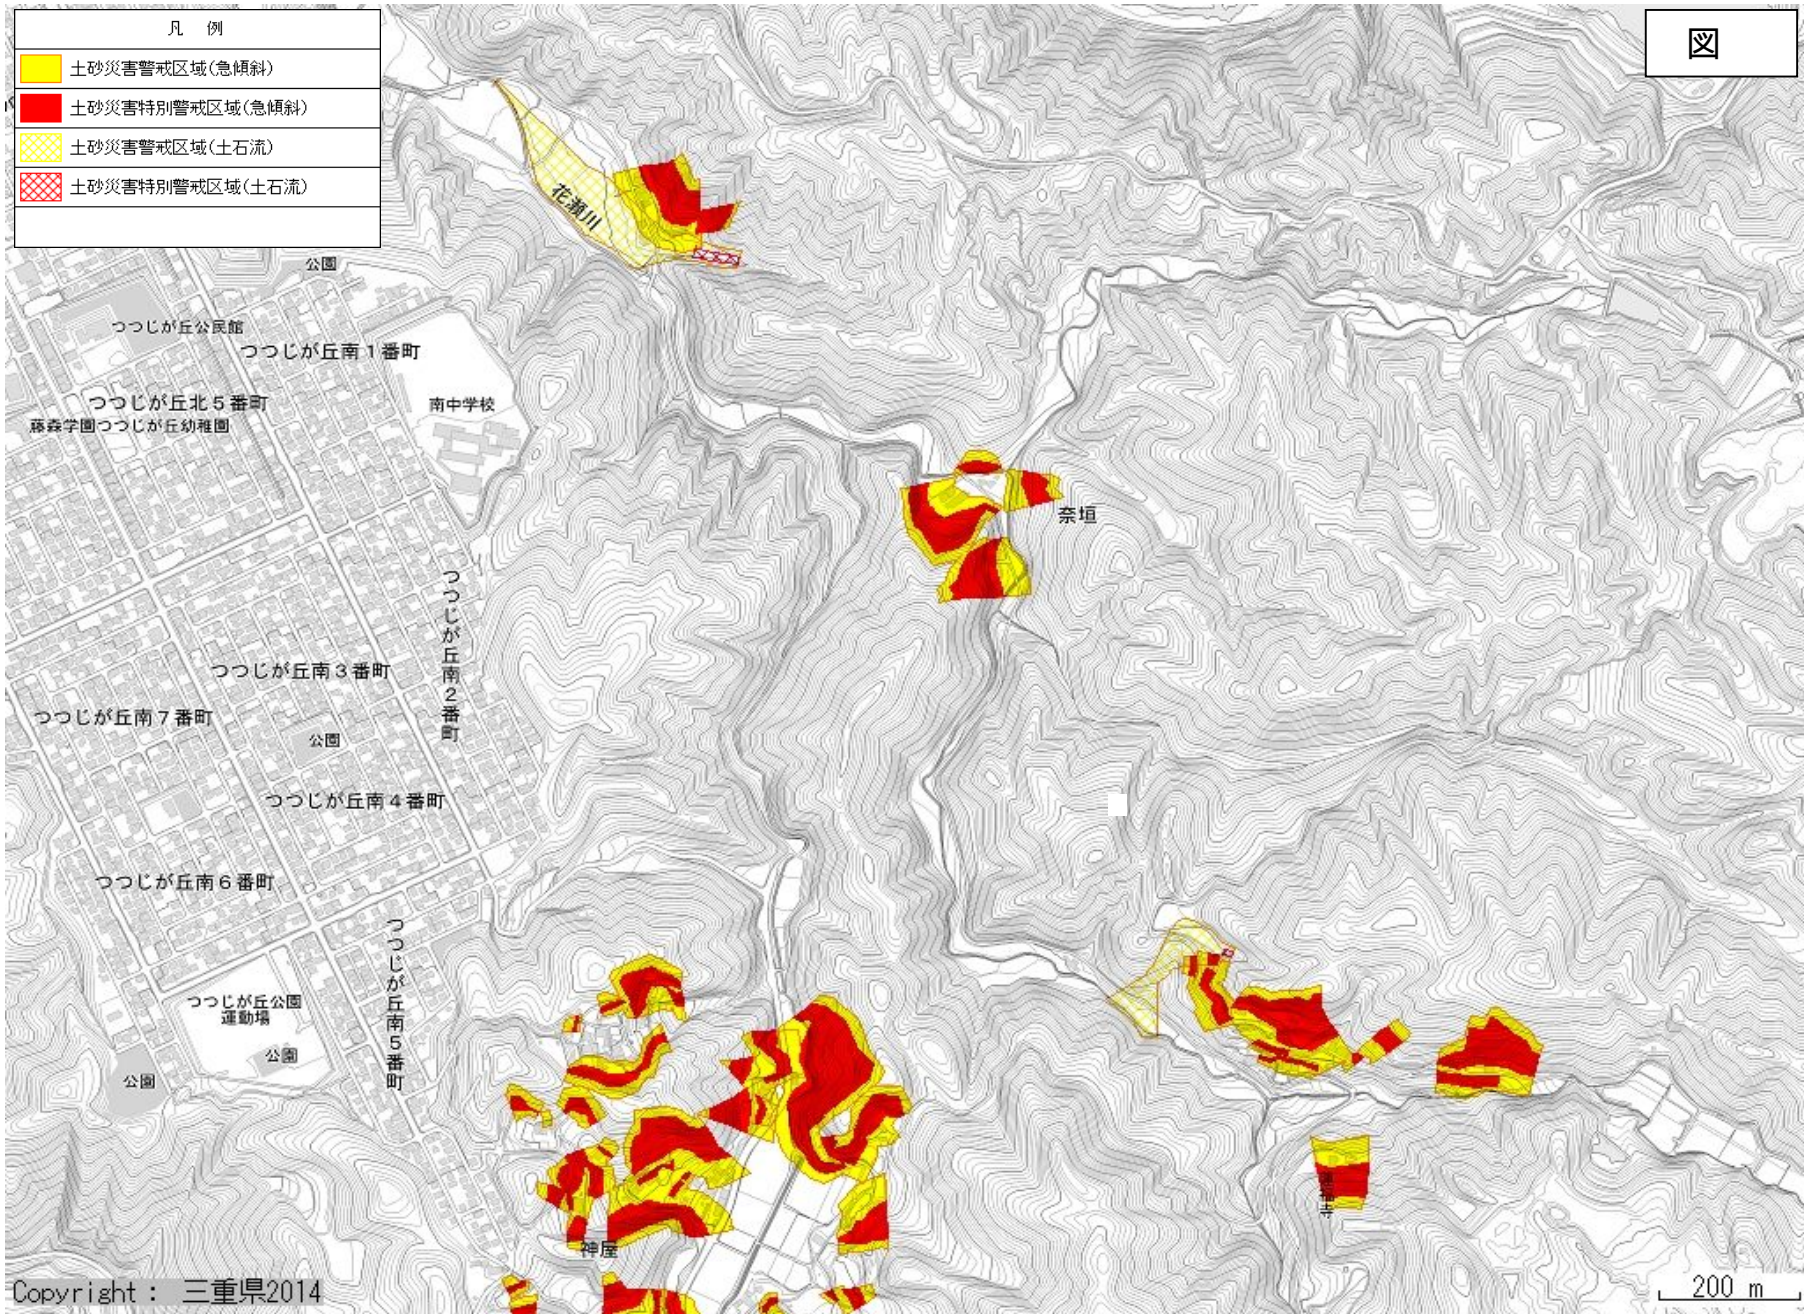 凡 例
土砂災害警戒区域(急傾斜)
土砂災害特別警戒区域(急傾斜)
土砂災害警戒区域(土石流)
土砂災害特別警戒区域(土石流)
図
花瀬川
公園
つつじが丘公民館
つつじが丘南1番町
つつじが丘北5番町
藤森学園つつじが丘幼稚園
南中学校
奈垣
つつじが丘南2番町
つつじが丘南3番町
つつじが丘南7番町
公園
つつじが丘南4番町
つつじが丘南6番町
つつじが丘南5番町
つつじが丘公園
運動場
公園
公園
福寺
神屋
Copyright : 三重県2014
200 m